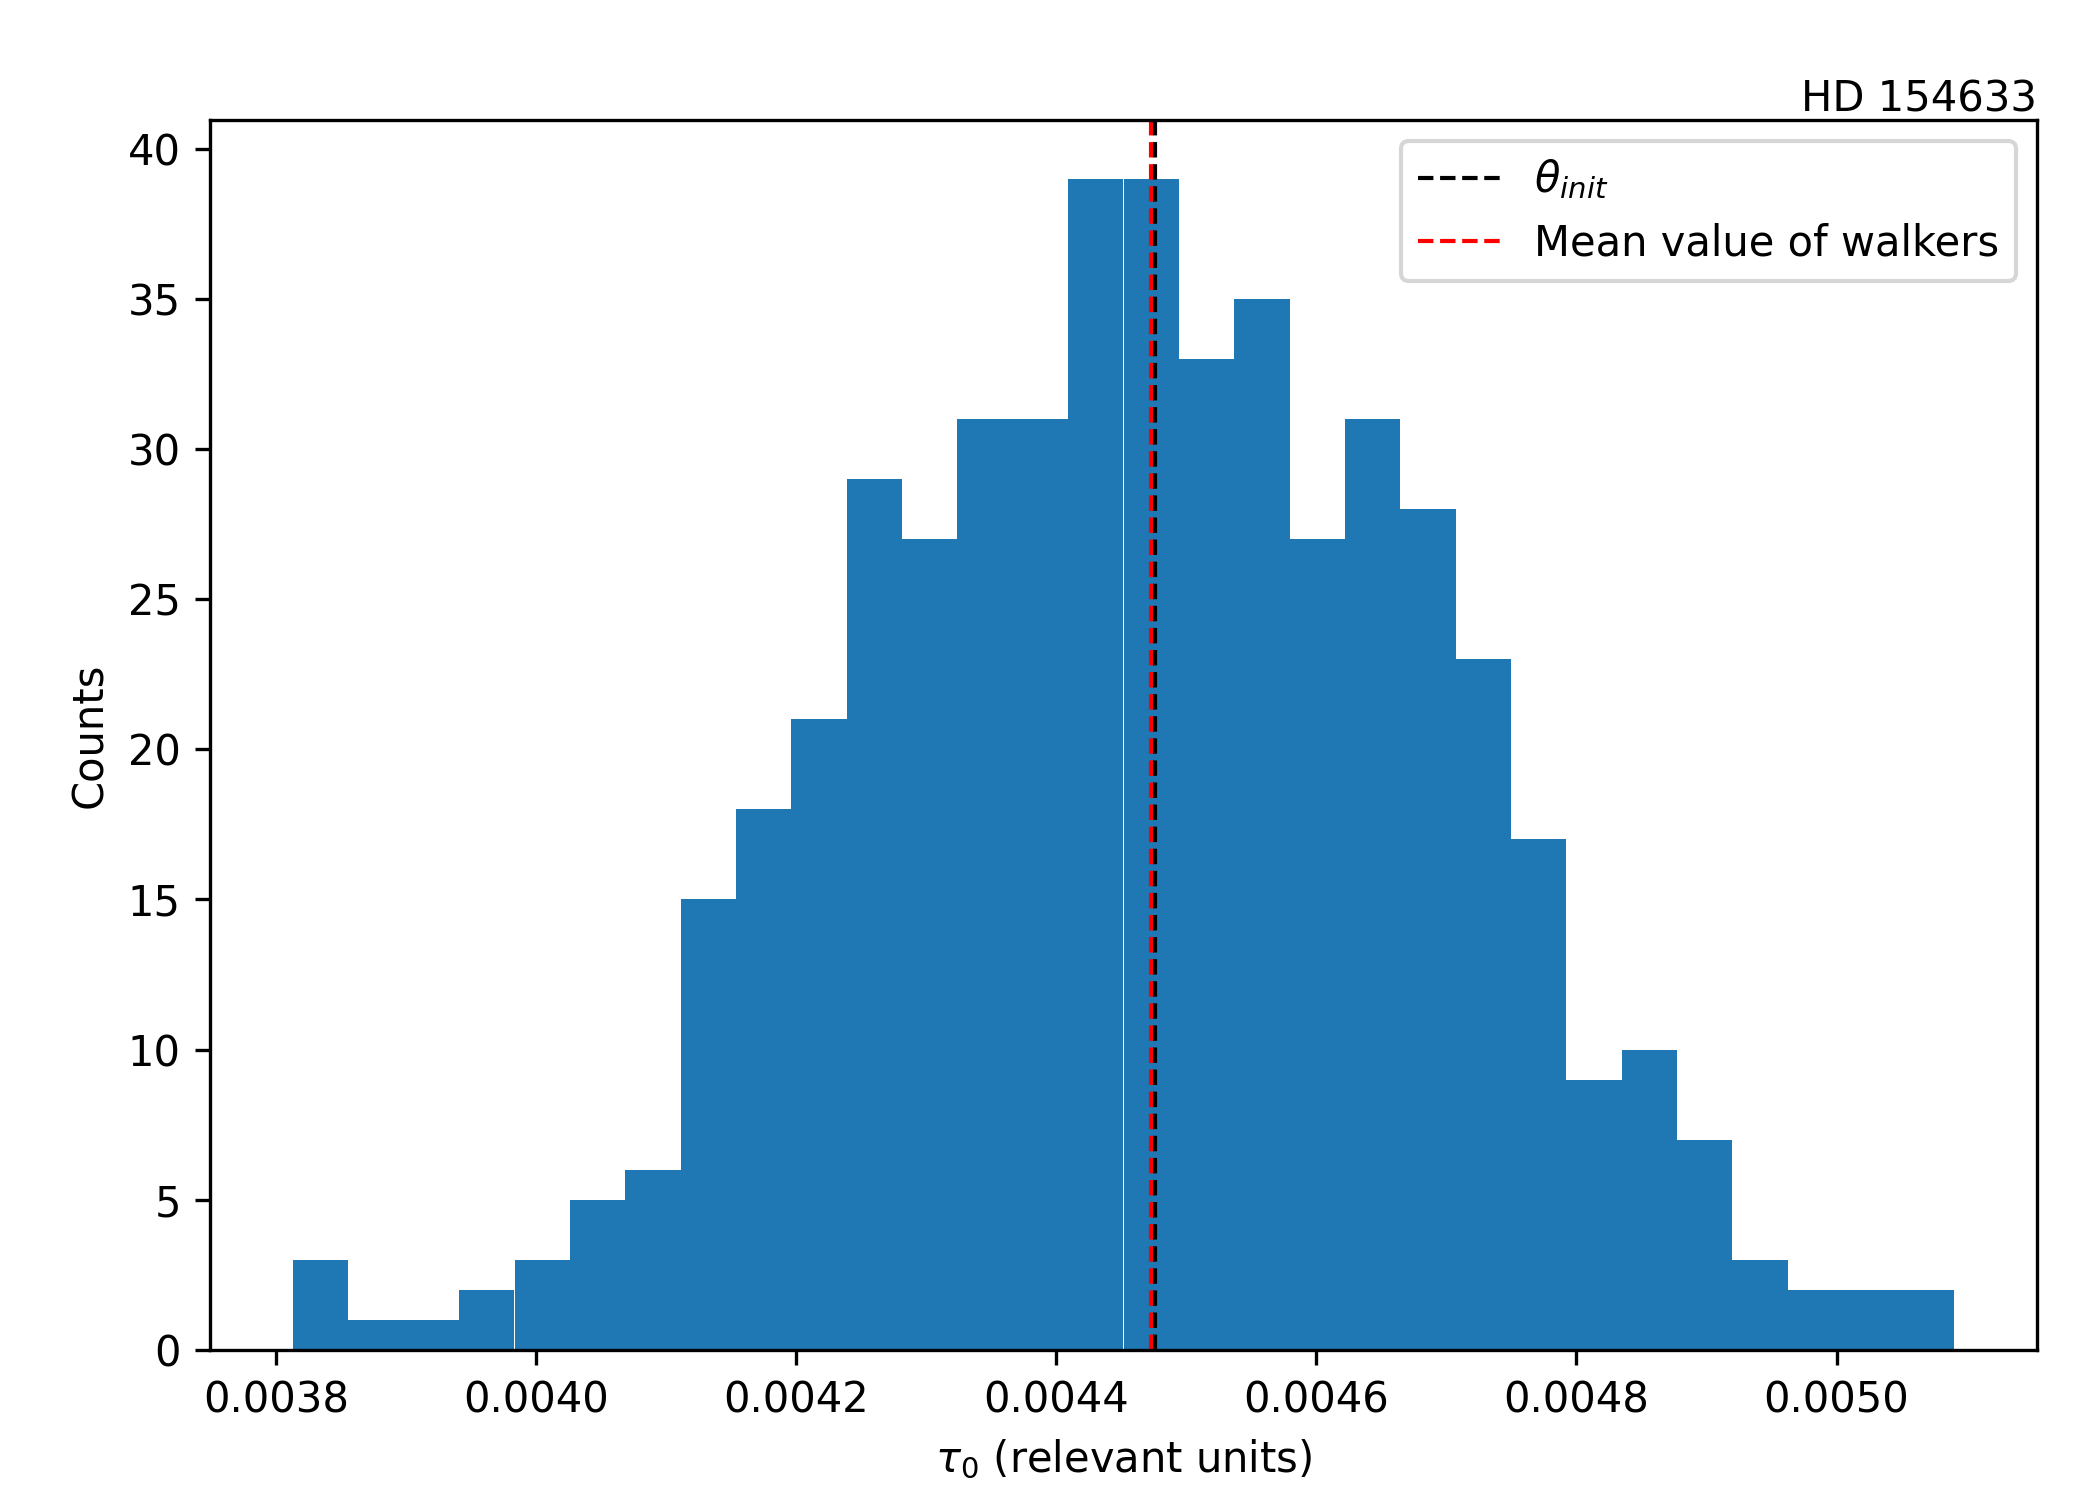 HD 154633
θinit
Mean value of walkers
40
35
30
25
20
15
10
5
0
Counts
0.0038 0.0040 0.0042 0.0044 0.0046 0.0048 0.0050
τ0 (relevant units)